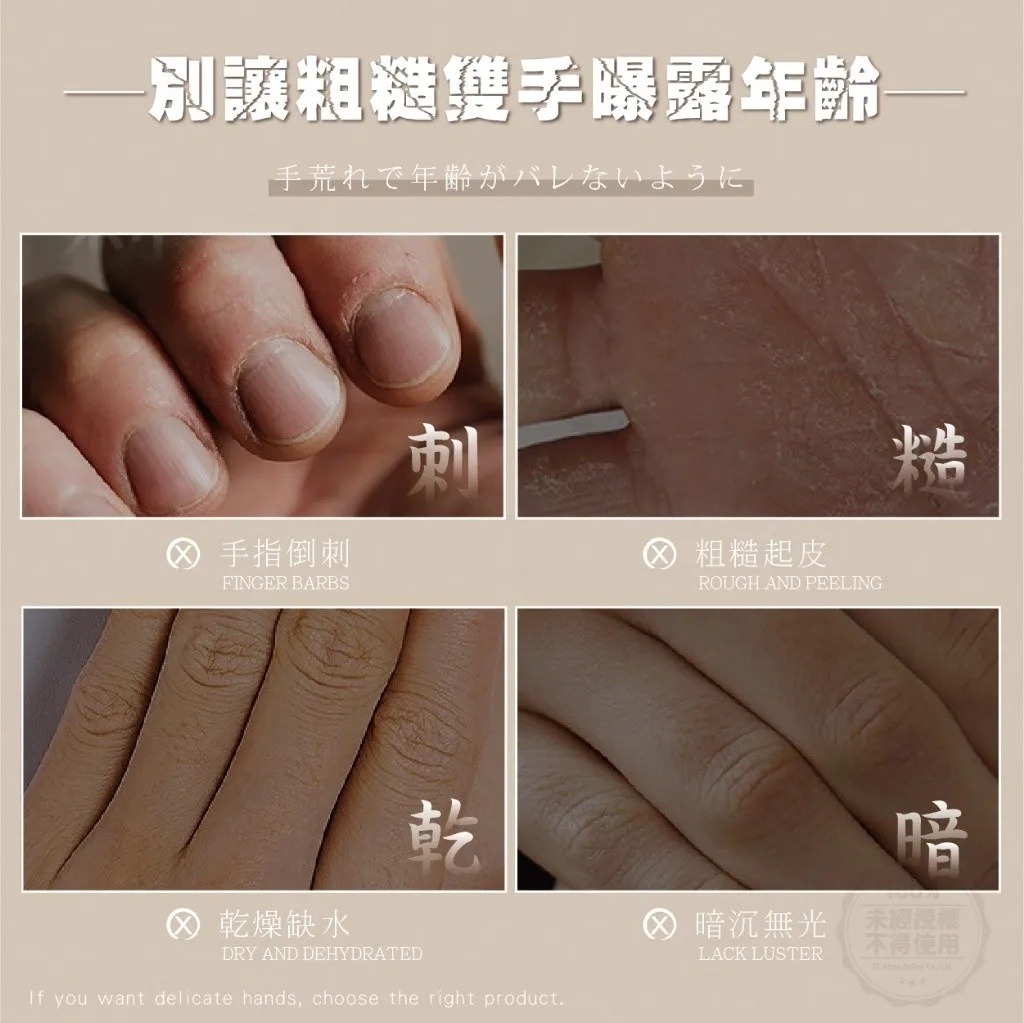 別讓粗糙雙手曝露年齡
手荒れで年齢がバレないように
刺
糙
手指倒刺
FINGER BARBS
粗糙起皮
ROUGH AND PEELING
乾
暗
乾燥缺水
DRY AND DEHYDRATED
暗沉無光
LACK LUSTER
未經授權
不得使用
If you want delicate hands, choose the right product.